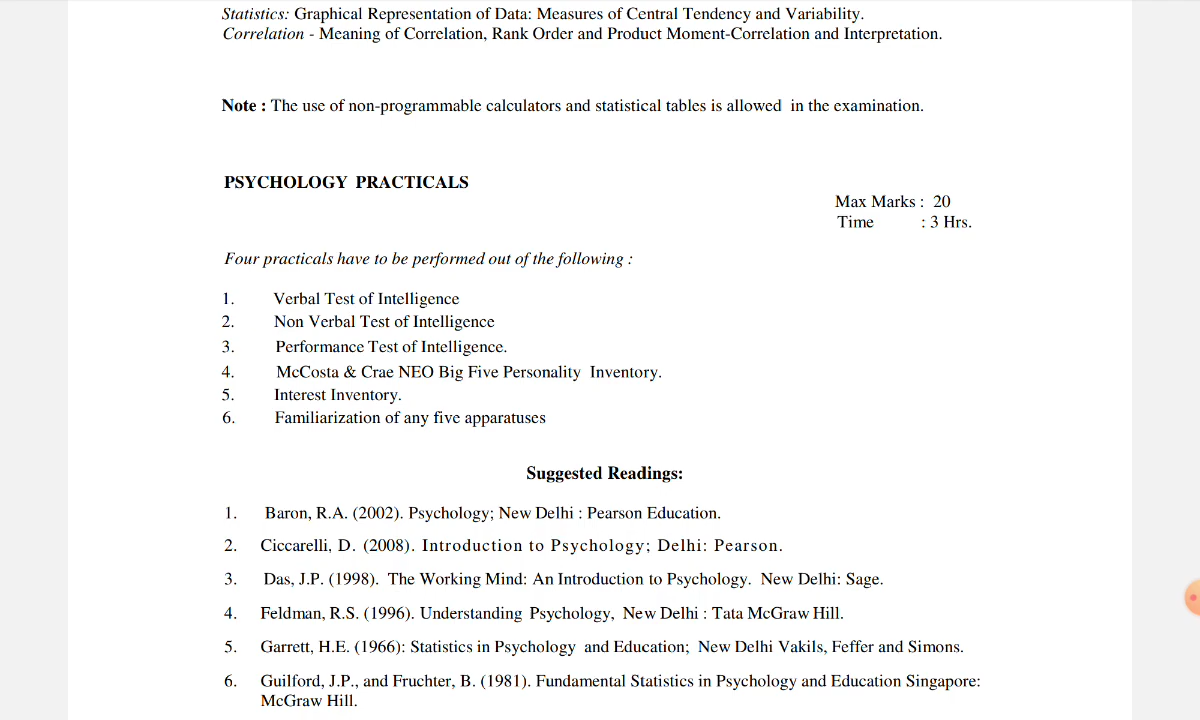 Statistics: Graphical Representation of Data: Measures of Central Tendency and Variability.
Correlation - Meaning of Correlation, Rank Order and Product Moment-Correlation and Interpretation.
Note : The use of non-programmable calculators and statistical tables is allowed in the examination.
PSYCHOLOGY PRACTICALS
Max Marks : 20
Time : 3 Hrs.
Four practicals have to be performed out of the following :
1. Verbal Test of Intelligence
2. Non Verbal Test of Intelligence
3. Performance Test of Intelligence.
4. McCosta & Crae NEO Big Five Personality Inventory.
5. Interest Inventory.
6. Familiarization of any five apparatuses
Suggested Readings:
1. Baron, R.A. (2002). Psychology; New Delhi : Pearson Education.
2. Ciccarelli, D. (2008). Introduction to Psychology; Delhi: Pearson.
3. Das, J.P. (1998). The Working Mind: An Introduction to Psychology. New Delhi: Sage.
4. Feldman, R.S. (1996). Understanding Psychology, New Delhi : Tata McGraw Hill.
5. Garrett, H.E. (1966): Statistics in Psychology and Education; New Delhi Vakils, Feffer and Simons.
6. Guilford, J.P., and Fruchter, B. (1981). Fundamental Statistics in Psychology and Education Singapore:
McGraw Hill.